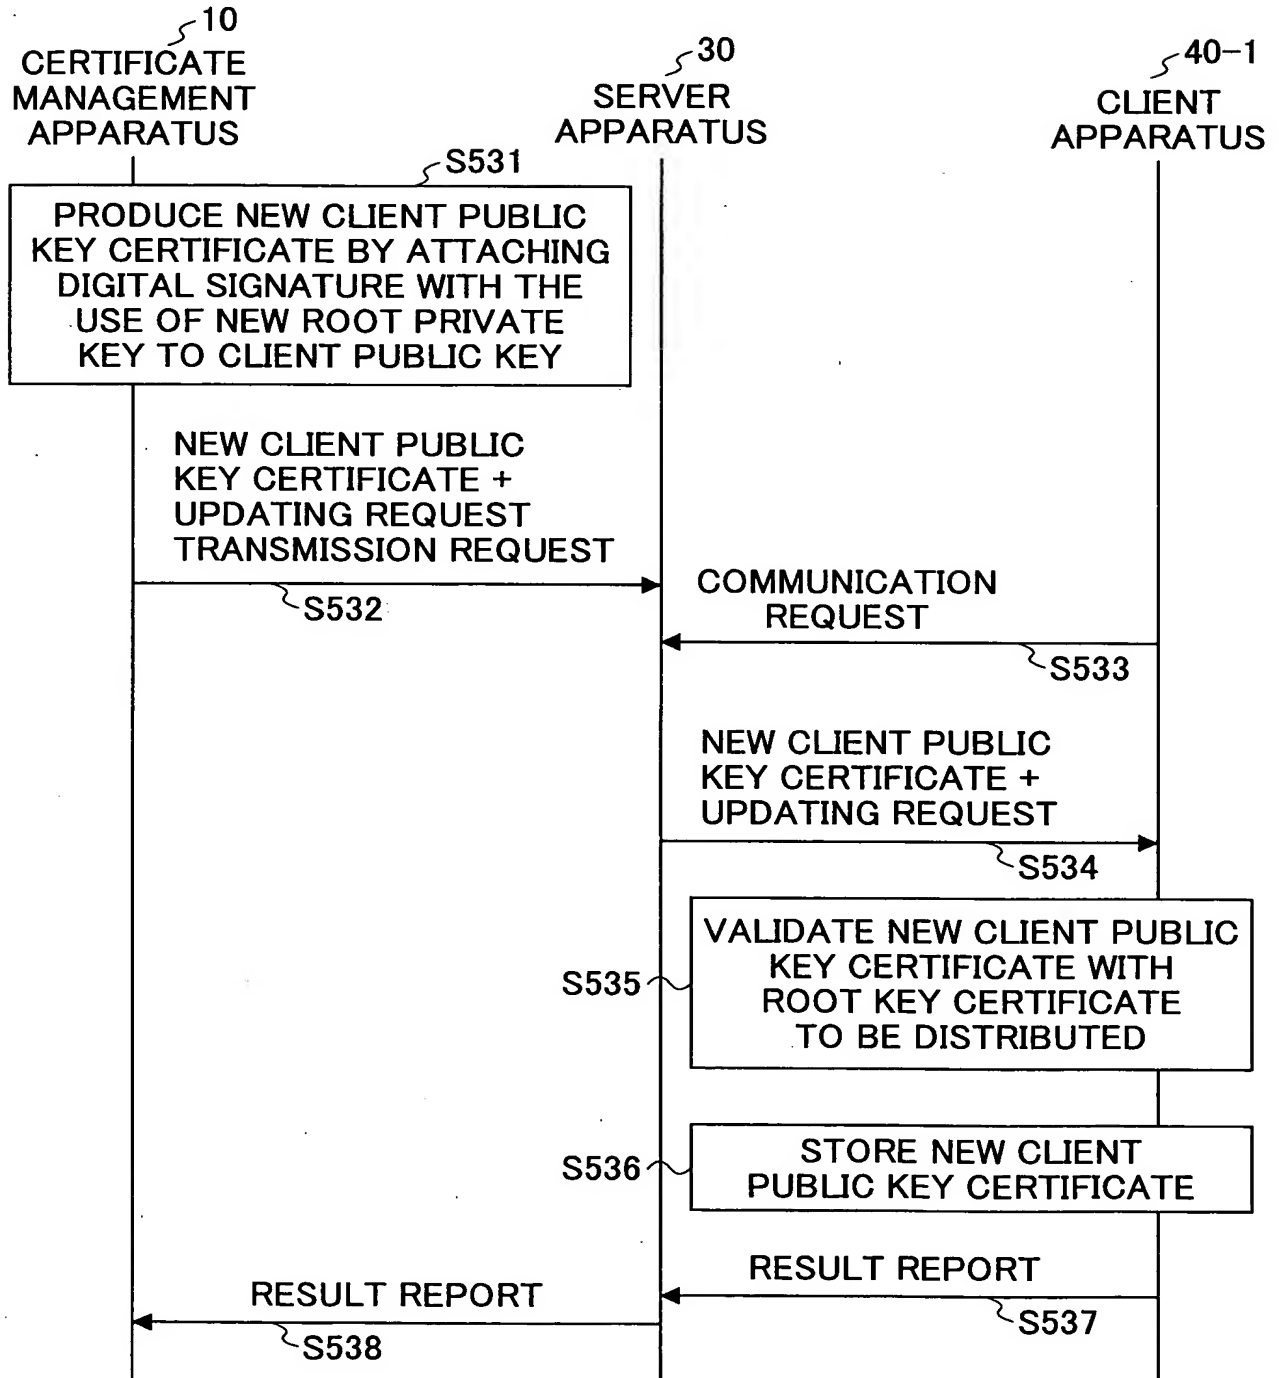 10
CERTIFICATE
MANAGEMENT
APPARATUS
30
SERVER
APPARATUS
40-1
CLIENT
APPARATUS
S531
PRODUCE NEW CLIENT PUBLIC
KEY CERTIFICATE BY ATTACHING
DIGITAL SIGNATURE WITH THE
USE OF NEW ROOT PRIVATE
KEY TO CLIENT PUBLIC KEY
NEW CLIENT PUBLIC
KEY CERTIFICATE +
UPDATING REQUEST
TRANSMISSION REQUEST
S532
COMMUNICATION
REQUEST
S533
NEW CLIENT PUBLIC
KEY CERTIFICATE +
UPDATING REQUEST
S534
S535
VALIDATE NEW CLIENT PUBLIC
KEY CERTIFICATE WITH
ROOT KEY CERTIFICATE
TO BE DISTRIBUTED
S536
STORE NEW CLIENT
PUBLIC KEY CERTIFICATE
RESULT REPORT
S537
RESULT REPORT
S538